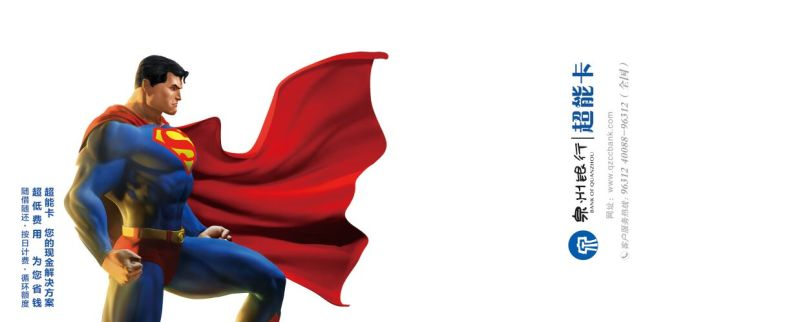 超能卡 您的现金解决方案
超低费用 为您省钱
随借随还·按日计费·循环额度
泉州银行 超能卡
BANK OF QUANZHOU
网址：www.qzccbank.com
客户服务热线：96312 40088-96312（全国）